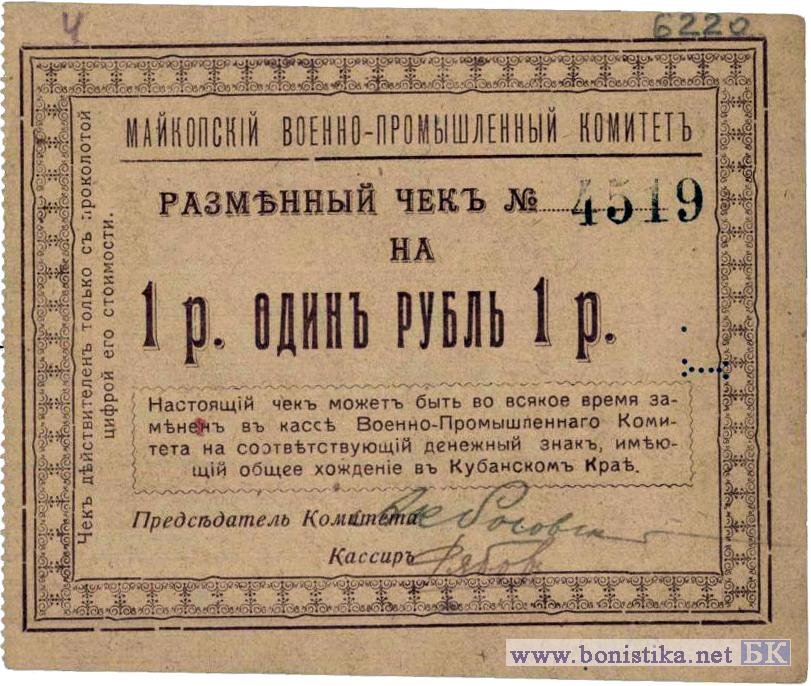 Ч
6220
МАЙКОПСКІЙ ВОЕННО-ПРОМЫШЛЕННЫЙ КОМИТЕТЪ
РАЗМѢННЫЙ ЧЕКЪ № 4519
НА
1 р. ОДИНЪ РУБЛЬ 1 р.
Настоящій чекъ можетъ быть во всякое время за-
мѣненъ въ кассѣ Военно-Промышленнаго Коми-
тета на соотвѣтствующій денежный знакъ, имѣю-
щій общее хожденіе въ Кубанскомъ Краѣ.
Предсѣдатель Комитета
Кассиръ
Чекъ дѣйствителенъ только съ проколотой
цифрой его стоимости.
www.bonistika.net БК